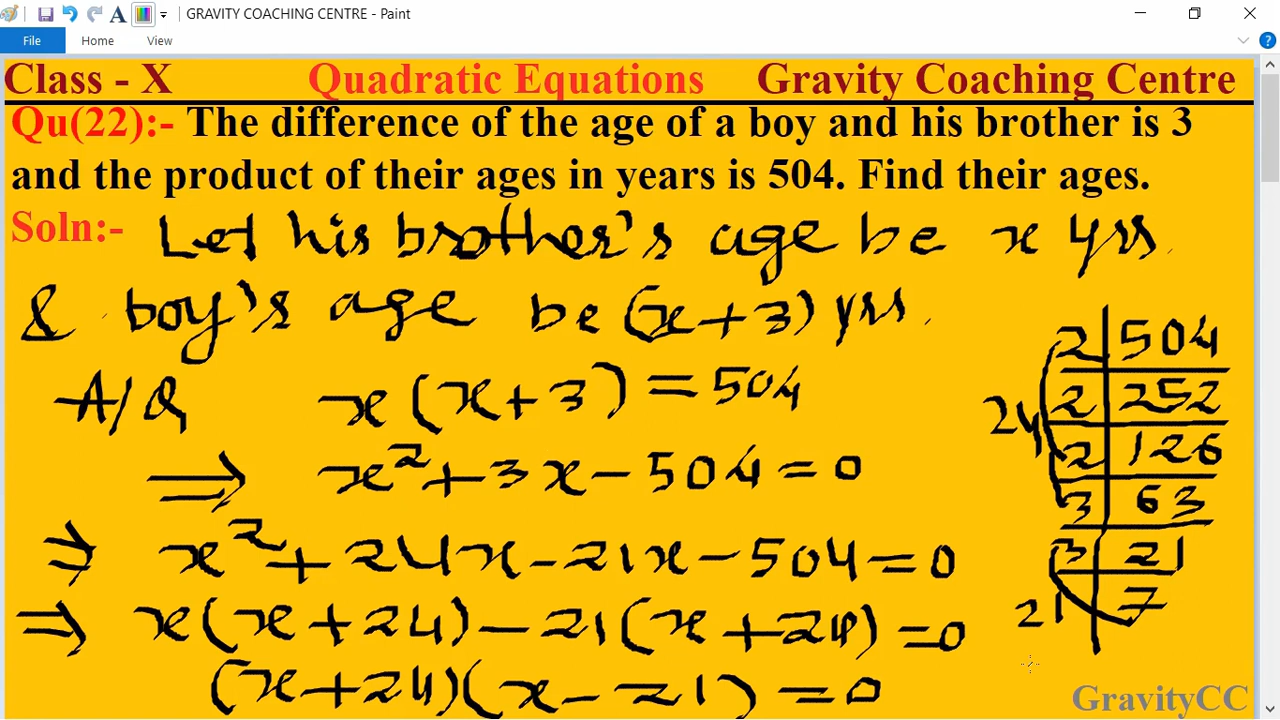 GRAVITY COACHING CENTRE - Paint
File Home View
Class - X Quadratic Equations Gravity Coaching Centre
Qu(22):- The difference of the age of a boy and his brother is 3
and the product of their ages in years is 504. Find their ages.
Soln:- Let his brother's age be x yrs.
& boy's age be (x+3) yrs.
A/Q x(x+3) = 504
⟹ x²+3x-504=0
⇒ x²+24x-21x-504=0
⇒ x(x+24)-21(x+24)=0
(x+24)(x-21)=0
2 | 504
2 | 252
2 | 126
3 | 63
3 | 21
7
24
21
GravityCC